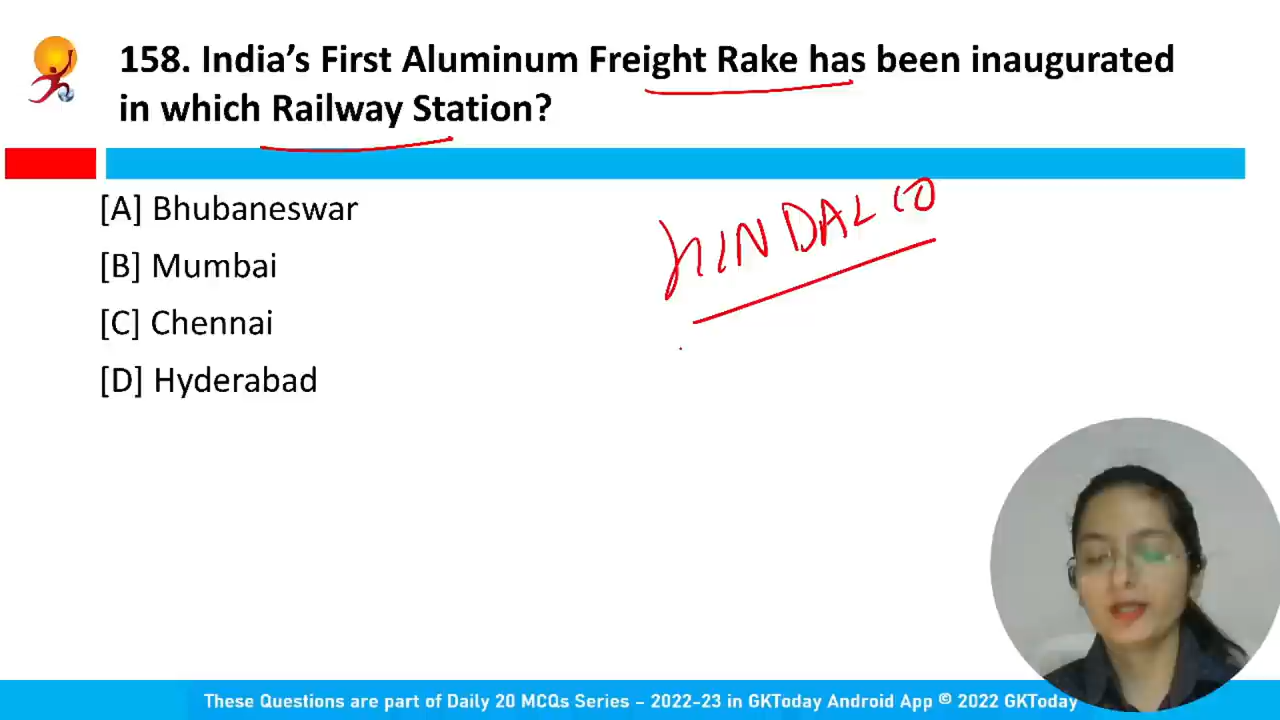 158. India’s First Aluminum Freight Rake has been inaugurated
in which Railway Station?
[A] Bhubaneswar
HINDALCO
[B] Mumbai
[C] Chennai
[D] Hyderabad
These Questions are part of Daily 20 MCQs Series – 2022-23 in GKToday Android App © 2022 GKToday